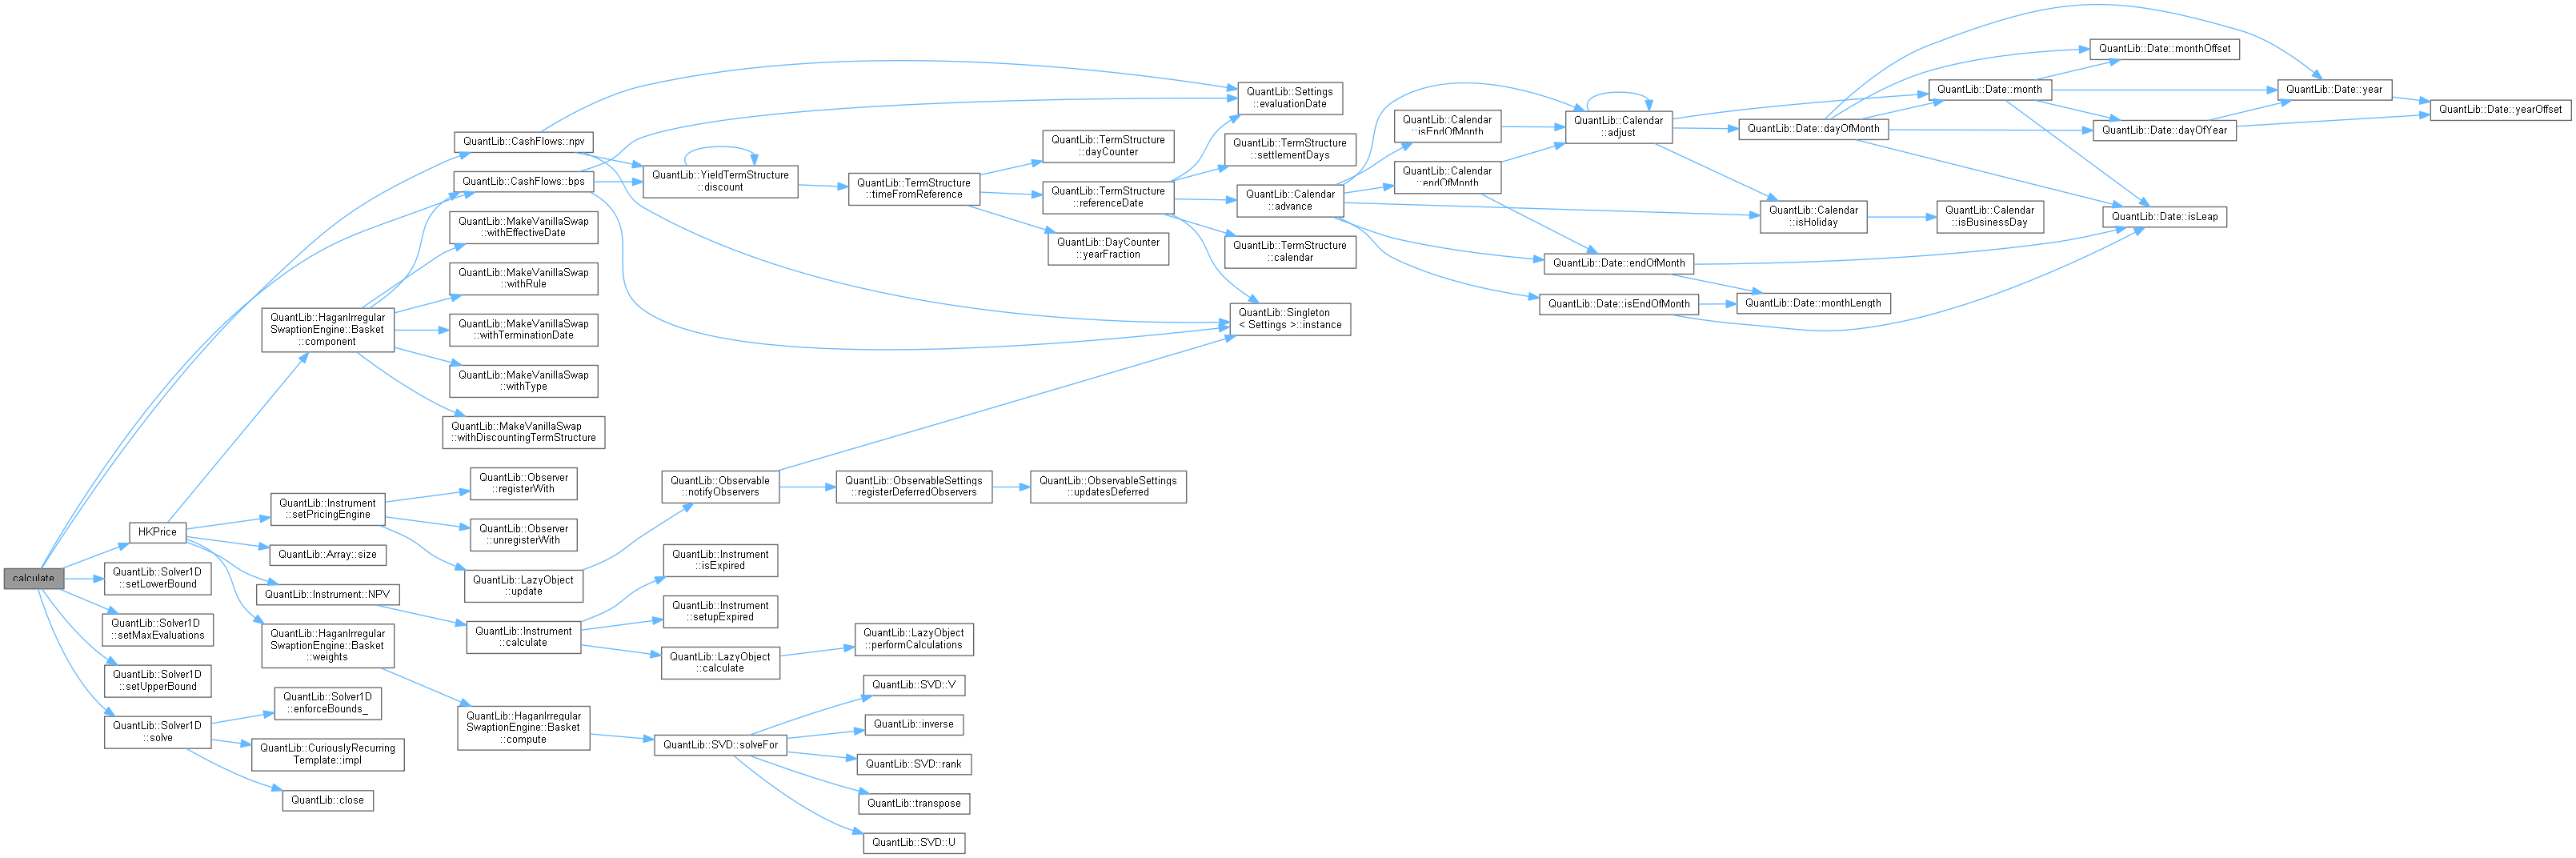 calculate
QuantLib::CashFlows::npv
QuantLib::CashFlows::bps
QuantLib::MakeVanillaSwap
::withEffectiveDate
QuantLib::MakeVanillaSwap
::withRule
QuantLib::HaganIrregular
SwaptionEngine::Basket
::component
QuantLib::MakeVanillaSwap
::withTerminationDate
QuantLib::MakeVanillaSwap
::withType
QuantLib::MakeVanillaSwap
::withDiscountingTermStructure
HKPrice
QuantLib::Instrument
::setPricingEngine
QuantLib::Observer
::registerWith
QuantLib::Observer
::unregisterWith
QuantLib::Array::size
QuantLib::LazyObject
::update
QuantLib::Instrument::NPV
QuantLib::HaganIrregular
SwaptionEngine::Basket
::weights
QuantLib::Instrument
::calculate
QuantLib::Solver1D
::setLowerBound
QuantLib::Solver1D
::setMaxEvaluations
QuantLib::Solver1D
::setUpperBound
QuantLib::Solver1D
::solve
QuantLib::Solver1D
::enforceBounds_
QuantLib::CuriouslyRecurring
Template::impl
QuantLib::close
QuantLib::HaganIrregular
SwaptionEngine::Basket
::compute
QuantLib::YieldTermStructure
::discount
QuantLib::TermStructure
::timeFromReference
QuantLib::TermStructure
::dayCounter
QuantLib::TermStructure
::referenceDate
QuantLib::DayCounter
::yearFraction
QuantLib::Settings
::evaluationDate
QuantLib::TermStructure
::settlementDays
QuantLib::Calendar
::advance
QuantLib::TermStructure
::calendar
QuantLib::Singleton
< Settings >::instance
QuantLib::Observable
::notifyObservers
QuantLib::ObservableSettings
::registerDeferredObservers
QuantLib::ObservableSettings
::updatesDeferred
QuantLib::Instrument
::isExpired
QuantLib::Instrument
::setupExpired
QuantLib::LazyObject
::calculate
QuantLib::LazyObject
::performCalculations
QuantLib::SVD::solveFor
QuantLib::SVD::V
QuantLib::inverse
QuantLib::SVD::rank
QuantLib::transpose
QuantLib::SVD::U
QuantLib::Calendar
::isEndOfMonth
QuantLib::Calendar
::endOfMonth
QuantLib::Calendar
::adjust
QuantLib::Date::endOfMonth
QuantLib::Date::isEndOfMonth
QuantLib::Date::dayOfMonth
QuantLib::Calendar
::isHoliday
QuantLib::Date::monthLength
QuantLib::Date::month
QuantLib::Calendar
::isBusinessDay
QuantLib::Date::monthOffset
QuantLib::Date::dayOfYear
QuantLib::Date::isLeap
QuantLib::Date::year
QuantLib::Date::yearOffset